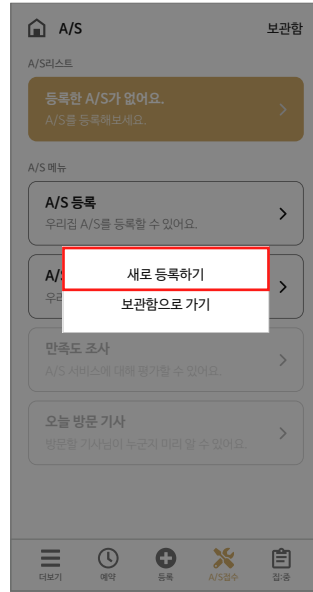 A/S
보관함
A/S리스트
등록한 A/S가 없어요.
A/S를 등록해보세요.
A/S 메뉴
A/S 등록
우리집 A/S를 등록할 수 있어요.
새로 등록하기
보관함으로 가기
만족도 조사
A/S 서비스에 대해 평가할 수 있어요.
오늘 방문 기사
방문할 기사님이 누군지 미리 알 수 있어요.
더보기
예약
등록
A/S접수
집:중